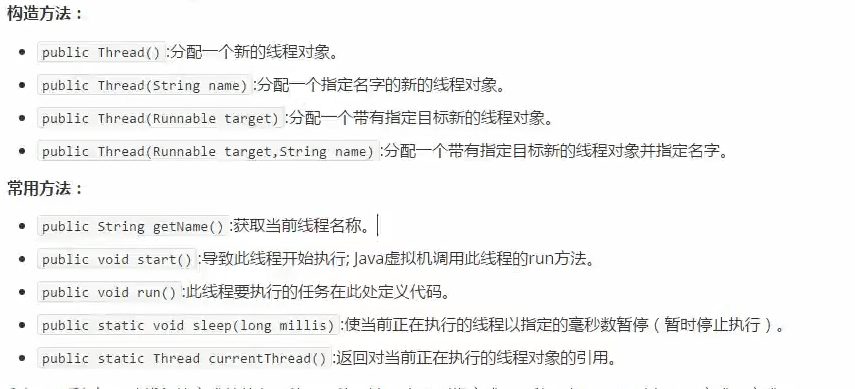 构造方法：
public Thread() :分配一个新的线程对象。
public Thread(String name) :分配一个指定名字的新的线程对象。
public Thread(Runnable target) :分配一个带有指定目标新的线程对象。
public Thread(Runnable target,String name) :分配一个带有指定目标新的线程对象并指定名字。
常用方法：
public String getName() :获取当前线程名称。
public void start() :导致此线程开始执行; Java虚拟机调用此线程的run方法。
public void run() :此线程要执行的任务在此处定义代码。
public static void sleep(long millis) :使当前正在执行的线程以指定的毫秒数暂停（暂时停止执行）。
public static Thread currentThread() :返回对当前正在执行的线程对象的引用。